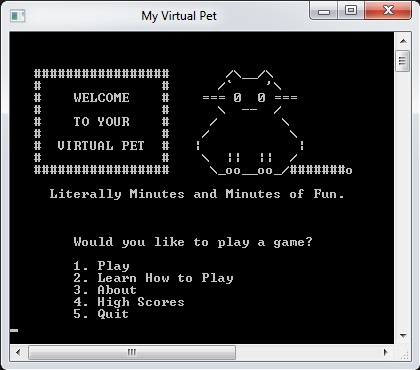 My Virtual Pet
WELCOME
TO YOUR
VIRTUAL PET
Literally Minutes and Minutes of Fun.
Would you like to play a game?
1. Play
2. Learn How to Play
3. About
4. High Scores
5. Quit